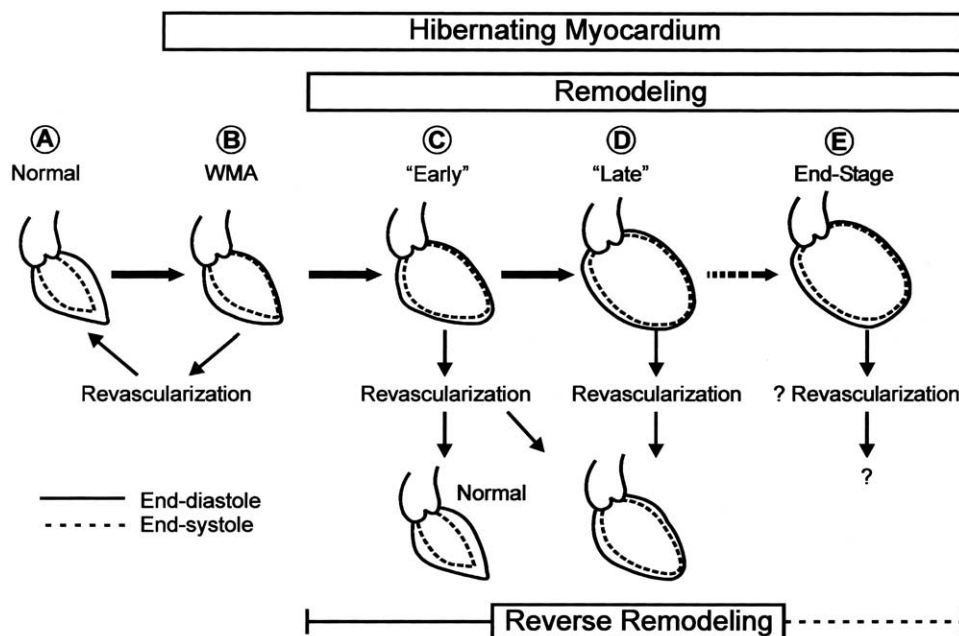 Hibernating Myocardium
Remodeling
A B C D E
Normal WMA "Early" "Late" End-Stage
Revascularization Revascularization Revascularization ? Revascularization
Normal ?
End-diastole
End-systole
Reverse Remodeling